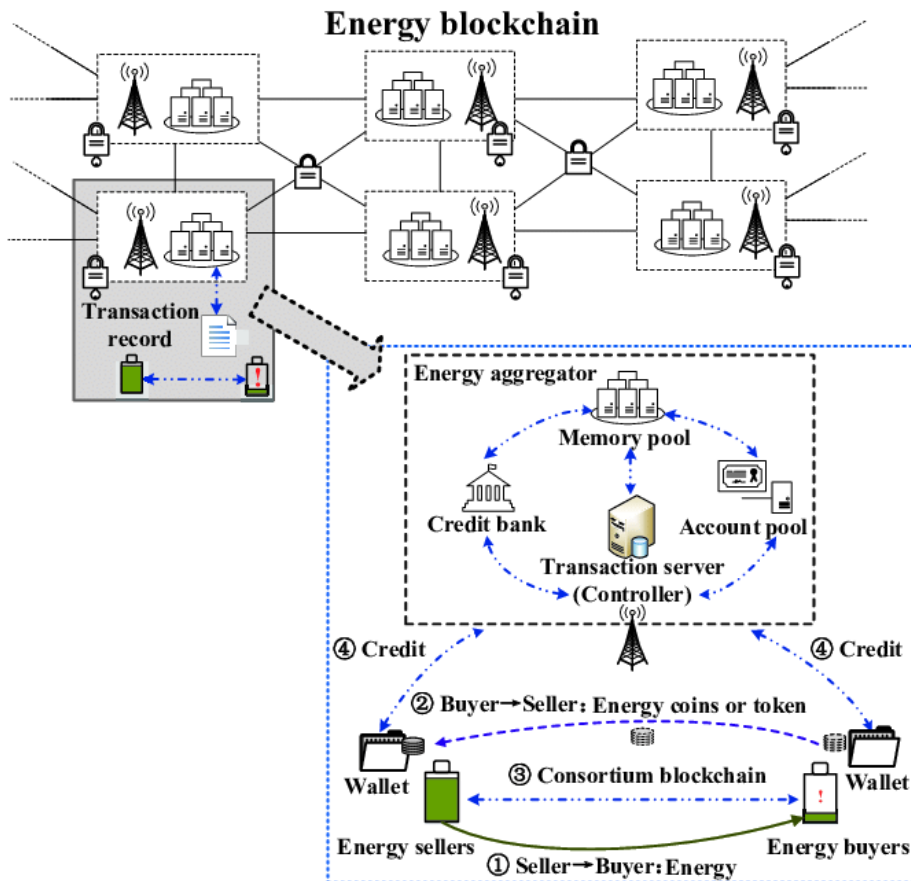 Energy blockchain
Transaction
record
!
Energy aggregator
Memory pool
Credit bank
Account pool
Transaction server
(Controller)
④ Credit
④ Credit
② Buyer→Seller: Energy coins or token
Wallet
③ Consortium blockchain
Wallet
!
Energy sellers
Energy buyers
① Seller→Buyer:Energy